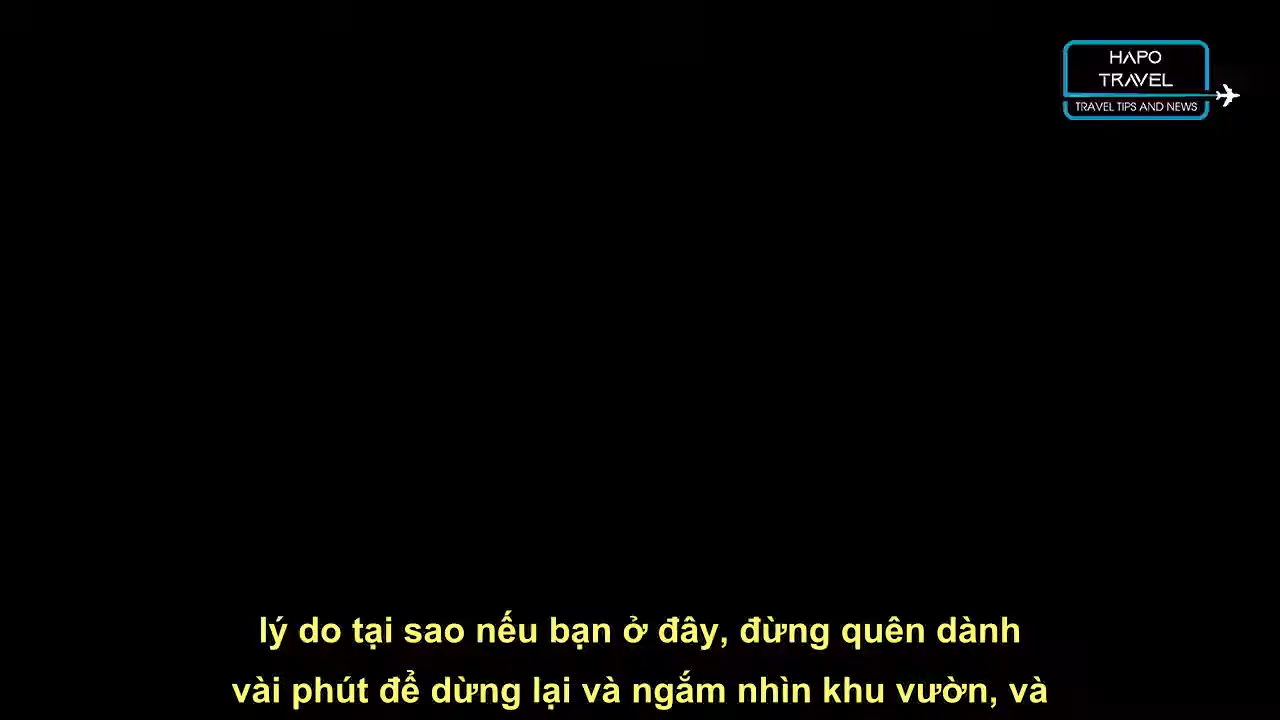 HAPO
TRAVEL
TRAVEL TIPS AND NEWS
lý do tại sao nếu bạn ở đây, đừng quên dành
vài phút để dừng lại và ngắm nhìn khu vườn, và